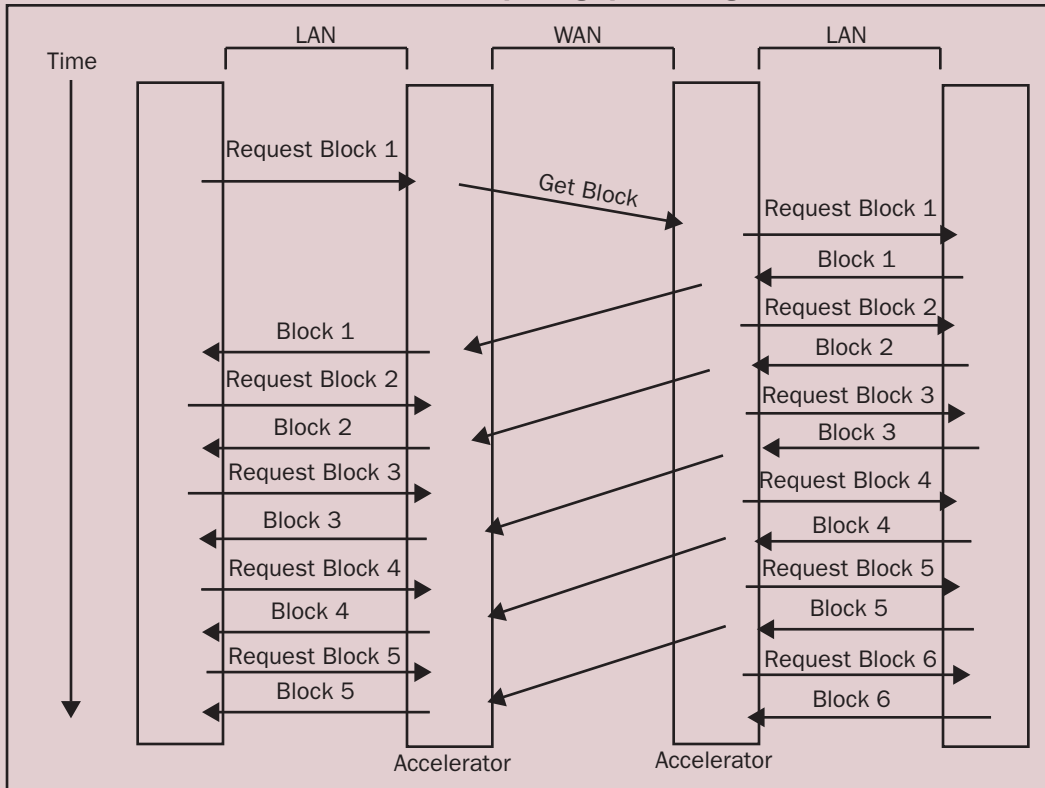 LAN
WAN
LAN
Time
Request Block 1
Get Block
Request Block 1
Block 1
Request Block 2
Block 1
Block 2
Request Block 2
Request Block 3
Block 2
Block 3
Request Block 3
Request Block 4
Block 3
Block 4
Request Block 4
Request Block 5
Block 4
Block 5
Request Block 5
Request Block 6
Block 5
Block 6
Accelerator
Accelerator